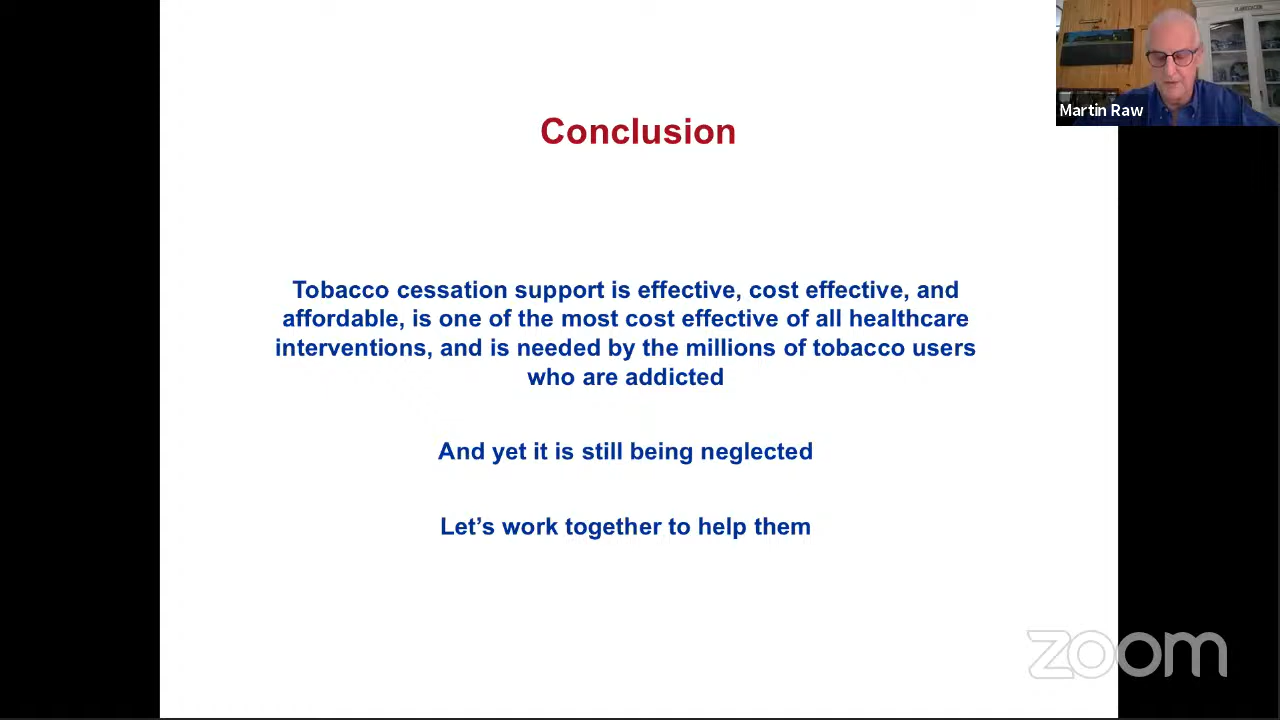 Martin Raw
Conclusion
Tobacco cessation support is effective, cost effective, and
affordable, is one of the most cost effective of all healthcare
interventions, and is needed by the millions of tobacco users
who are addicted
And yet it is still being neglected
Let’s work together to help them
zoom